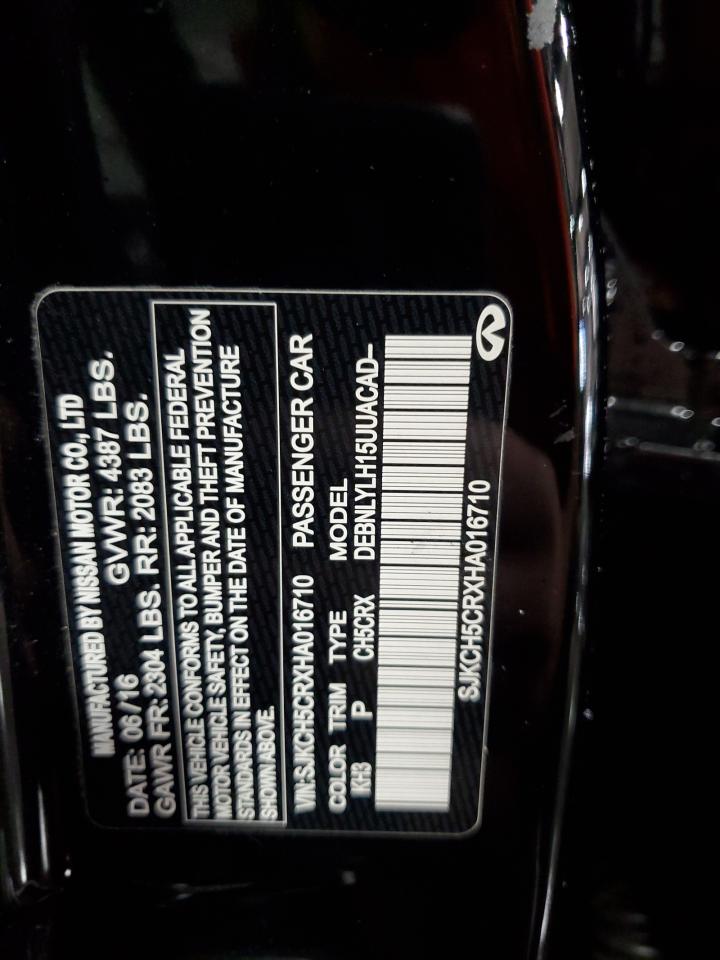 MANUFACTURED BY NISSAN MOTOR CO., LTD
DATE: 06/16 GVWR: 4387 LBS.
GAWR FR: 2304 LBS. RR: 2083 LBS.
THIS VEHICLE CONFORMS TO ALL APPLICABLE FEDERAL
MOTOR VEHICLE SAFETY, BUMPER AND THEFT PREVENTION
STANDARDS IN EFFECT ON THE DATE OF MANUFACTURE
SHOWN ABOVE.
VIN:SJKCH5CRXHA016710 PASSENGER CAR
COLOR TRIM TYPE MODEL
KH3 P CH5CRX DEBNLYLH15UUACAD–
SJKCH5CRXHA016710